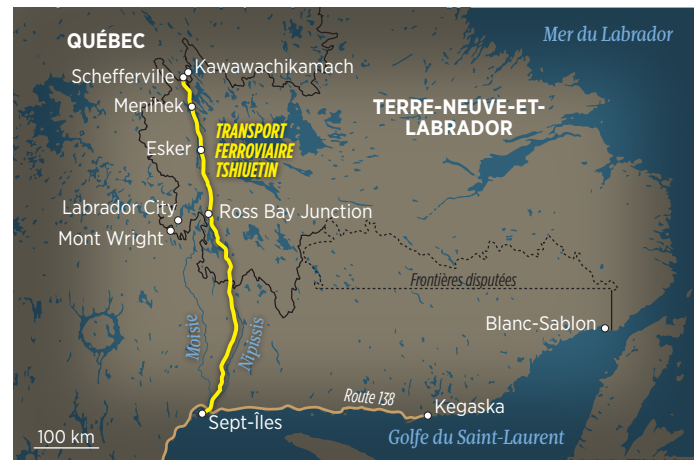 QUÉBEC
Mer du Labrador
Kawawachikamach
Schefferville
Menihek
TERRE-NEUVE-ET-
LABRADOR
TRANSPORT
FERROVIAIRE
TSHIUETIN
Esker
Labrador City
Ross Bay Junction
Mont Wright
Frontières disputées
Blanc-Sablon
Moisie
Nipissis
Route 138
Kegaska
Sept-Îles
Golfe du Saint-Laurent
100 km